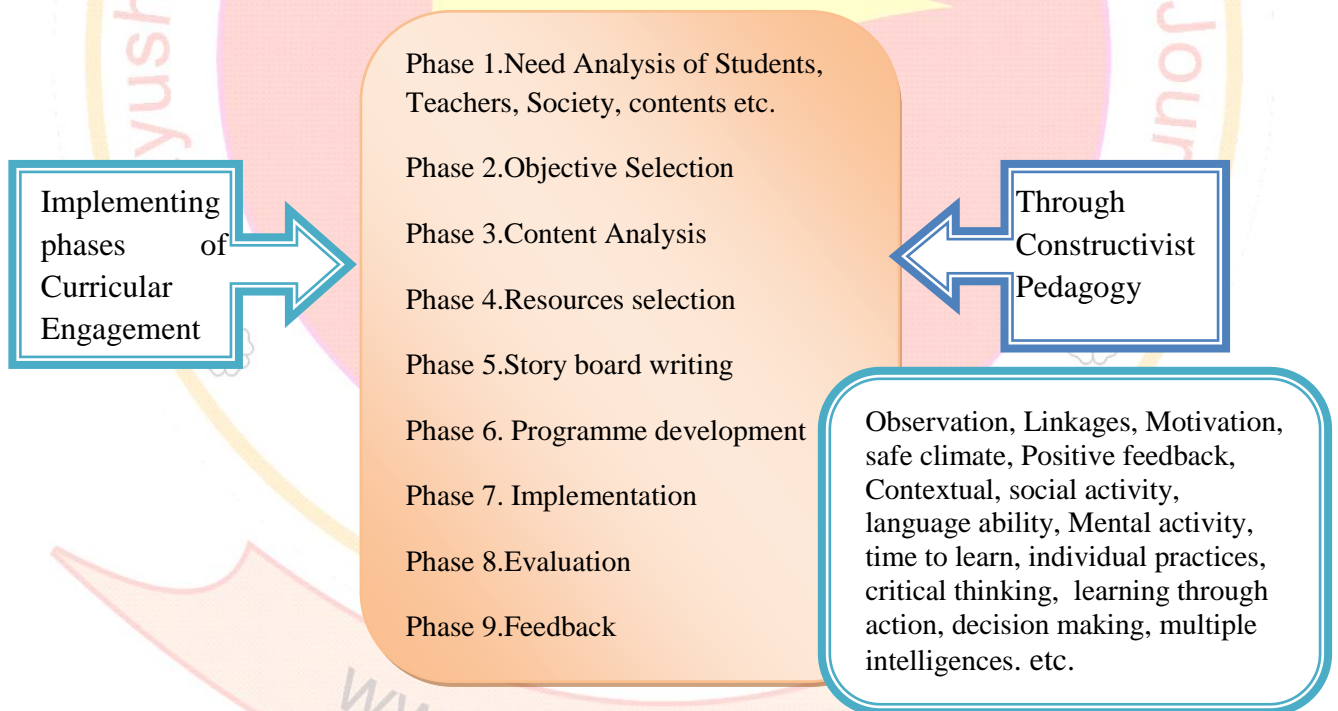 Implementing
phases of
Curricular
Engagement
Phase 1.Need Analysis of Students,
Teachers, Society, contents etc.
Phase 2.Objective Selection
Phase 3.Content Analysis
Phase 4.Resources selection
Phase 5.Story board writing
Phase 6. Programme development
Phase 7. Implementation
Phase 8.Evaluation
Phase 9.Feedback
Through
Constructivist
Pedagogy
Observation, Linkages, Motivation,
safe climate, Positive feedback,
Contextual, social activity,
language ability, Mental activity,
time to learn, individual practices,
critical thinking, learning through
action, decision making, multiple
intelligences. etc.